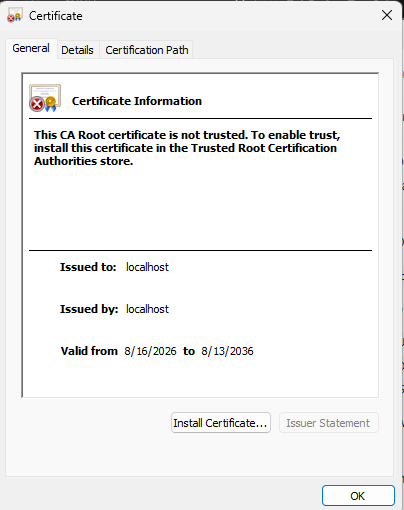 Certificate
General Details Certification Path
Certificate Information
This CA Root certificate is not trusted. To enable trust,
install this certificate in the Trusted Root Certification
Authorities store.
Issued to: localhost
Issued by: localhost
Valid from 8/16/2026 to 8/13/2036
Install Certificate... Issuer Statement
OK